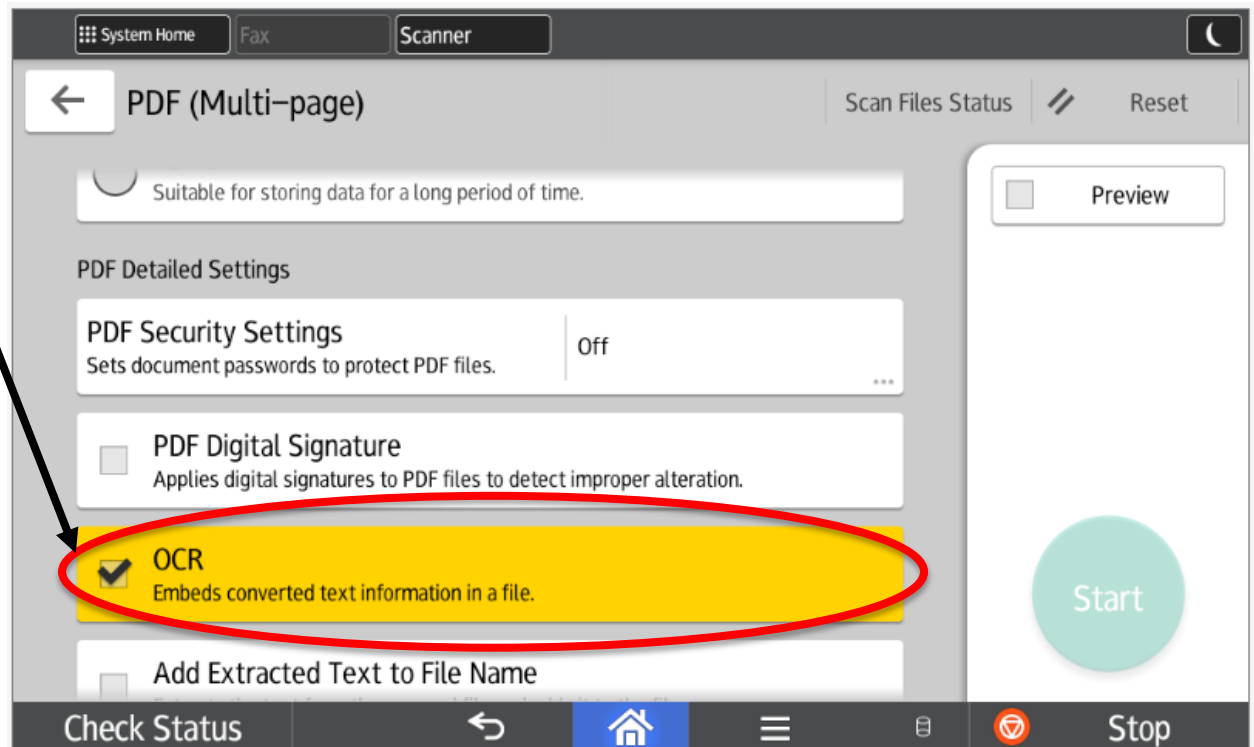 System Home Fax Scanner
PDF (Multi-page) Scan Files Status Reset
Suitable for storing data for a long period of time.
Preview
PDF Detailed Settings
PDF Security Settings
Sets document passwords to protect PDF files.
Off
PDF Digital Signature
Applies digital signatures to PDF files to detect improper alteration.
OCR
Embeds converted text information in a file.
Start
Add Extracted Text to File Name
Check Status Stop